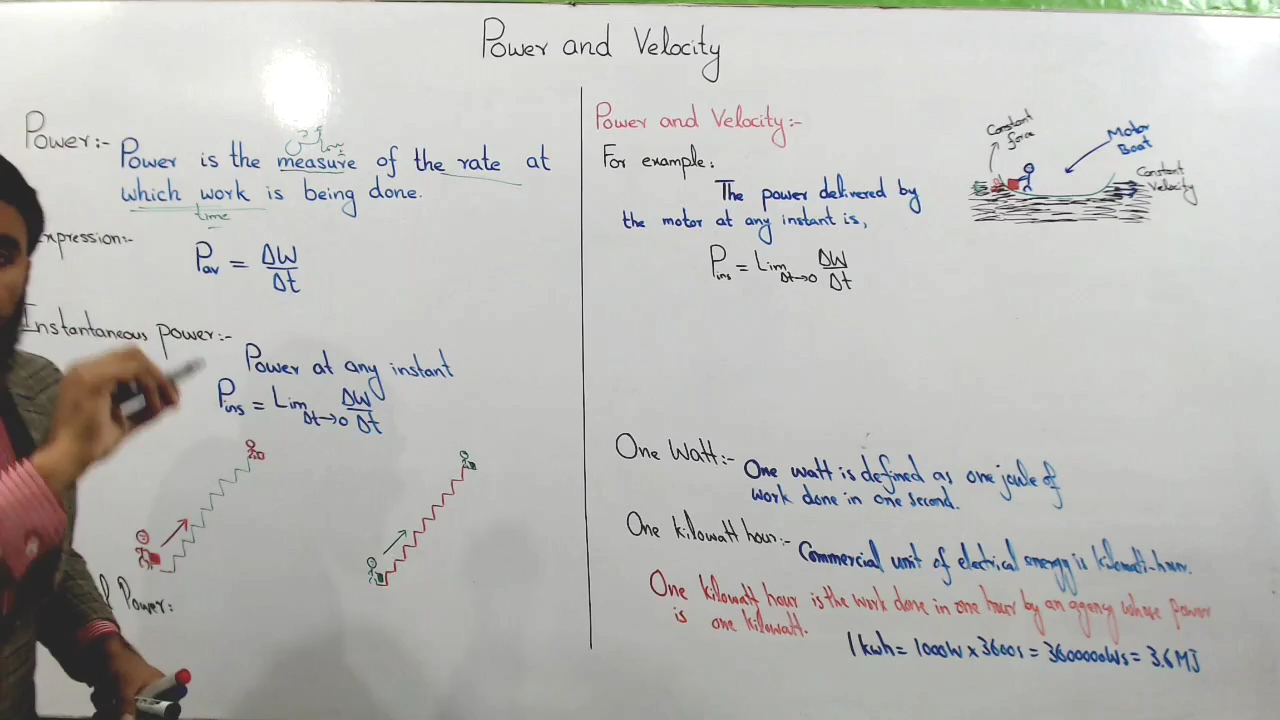 Power and Velocity
Power:-
پیمائش
Power is the measure of the rate at
which work is being done.
time
Expression:-
Pav = ΔW/Δt
Instantaneous Power:-
Power at any instant
Pins = Lim Δt→0 ΔW/Δt
Power:
Power and Velocity:-
For example:
The power delivered by
the motor at any instant is,
Pins = Lim Δt→0 ΔW/Δt
Constant
force
Motor
Boat
Constant
Velocity
One Watt:- One watt is defined as one joule of
work done in one second.
One kilowatt hour:- Commercial unit of electrical energy is kilowatt-hour.
One kilowatt hour is the work done in one hour by an agency whose power
is one kilowatt.
1 kwh = 1000W x 3600s = 3600000Ws = 3.6 MJ